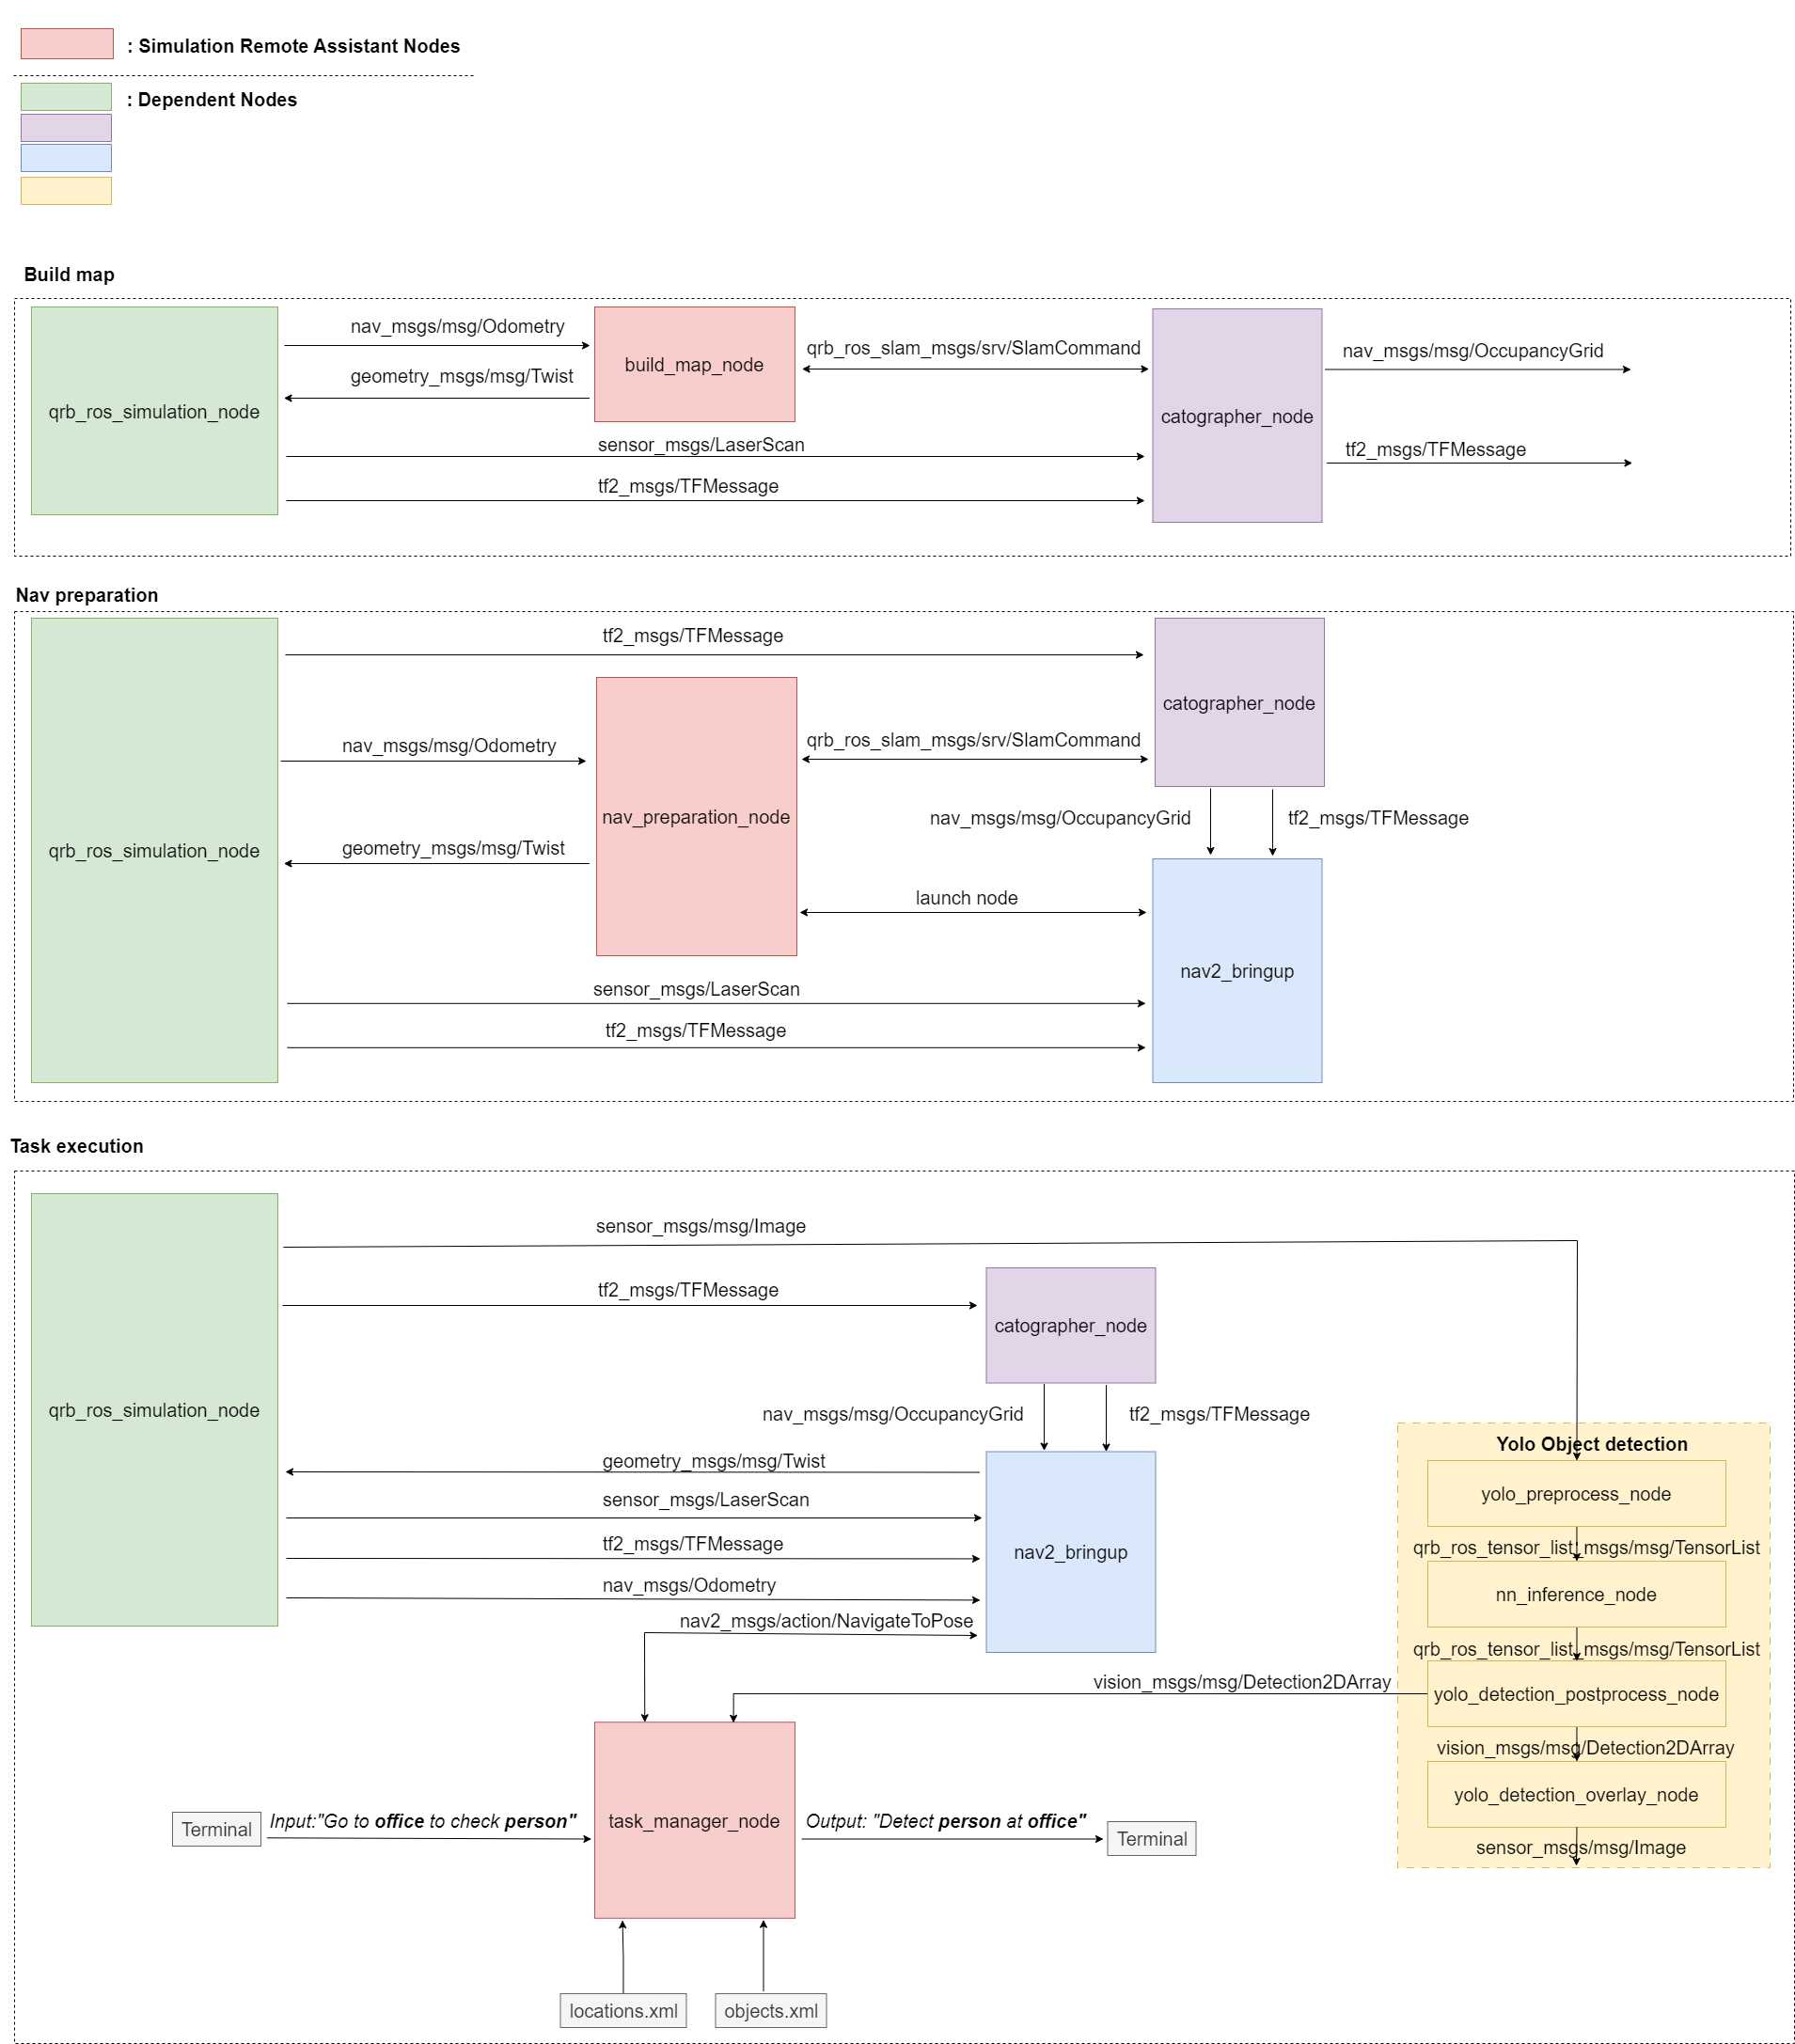 : Simulation Remote Assistant Nodes
: Dependent Nodes
Build map
nav_msgs/msg/Odometry
qrb_ros_slam_msgs/srv/SlamCommand
nav_msgs/msg/OccupancyGrid
build_map_node
geometry_msgs/msg/Twist
qrb_ros_simulation_node
catographer_node
sensor_msgs/LaserScan
tf2_msgs/TFMessage
tf2_msgs/TFMessage
Nav preparation
tf2_msgs/TFMessage
catographer_node
nav_msgs/msg/Odometry
qrb_ros_slam_msgs/srv/SlamCommand
nav_preparation_node
nav_msgs/msg/OccupancyGrid
tf2_msgs/TFMessage
qrb_ros_simulation_node
geometry_msgs/msg/Twist
launch node
nav2_bringup
sensor_msgs/LaserScan
tf2_msgs/TFMessage
Task execution
sensor_msgs/msg/Image
tf2_msgs/TFMessage
catographer_node
qrb_ros_simulation_node
nav_msgs/msg/OccupancyGrid
tf2_msgs/TFMessage
Yolo Object detection
geometry_msgs/msg/Twist
sensor_msgs/LaserScan
yolo_preprocess_node
tf2_msgs/TFMessage
nav2_bringup
qrb_ros_tensor_list_msgs/msg/TensorList
nav_msgs/Odometry
nn_inference_node
nav2_msgs/action/NavigateToPose
qrb_ros_tensor_list_msgs/msg/TensorList
vision_msgs/msg/Detection2DArray
yolo_detection_postprocess_node
vision_msgs/msg/Detection2DArray
yolo_detection_overlay_node
sensor_msgs/msg/Image
Terminal
Input:"Go to office to check person"
task_manager_node
Output: "Detect person at office"
Terminal
locations.xml
objects.xml